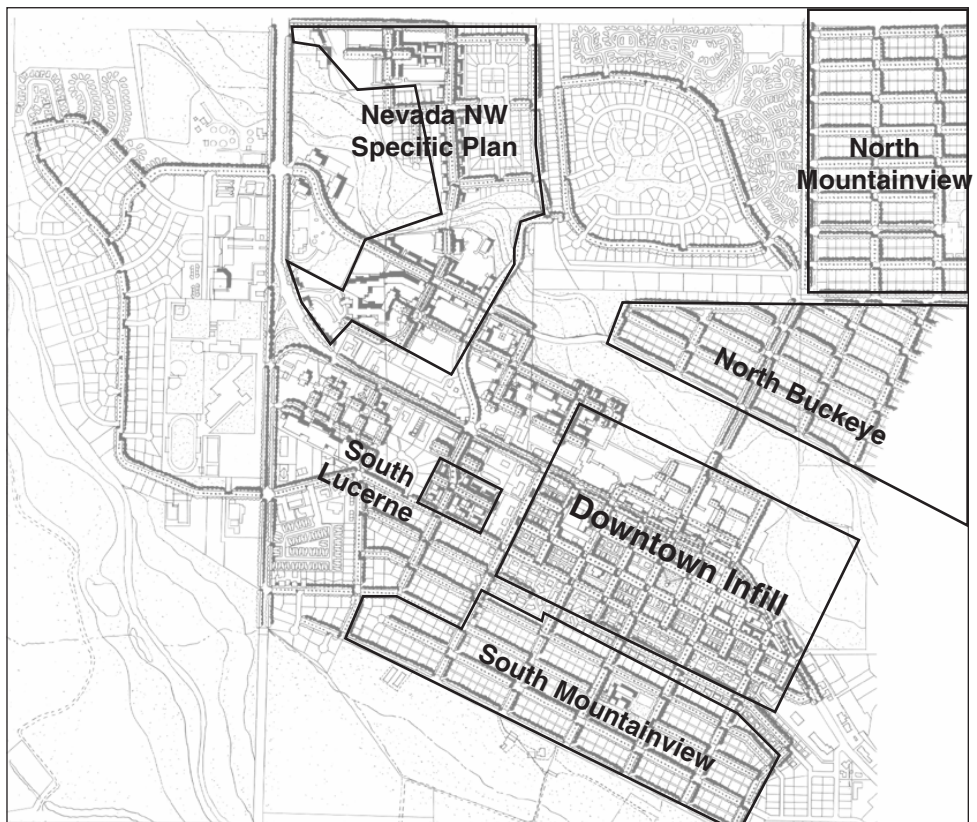 Nevada NW
Specific Plan
North
Mountainview
North Buckeye
South
Lucerne
Downtown Infill
South Mountainview